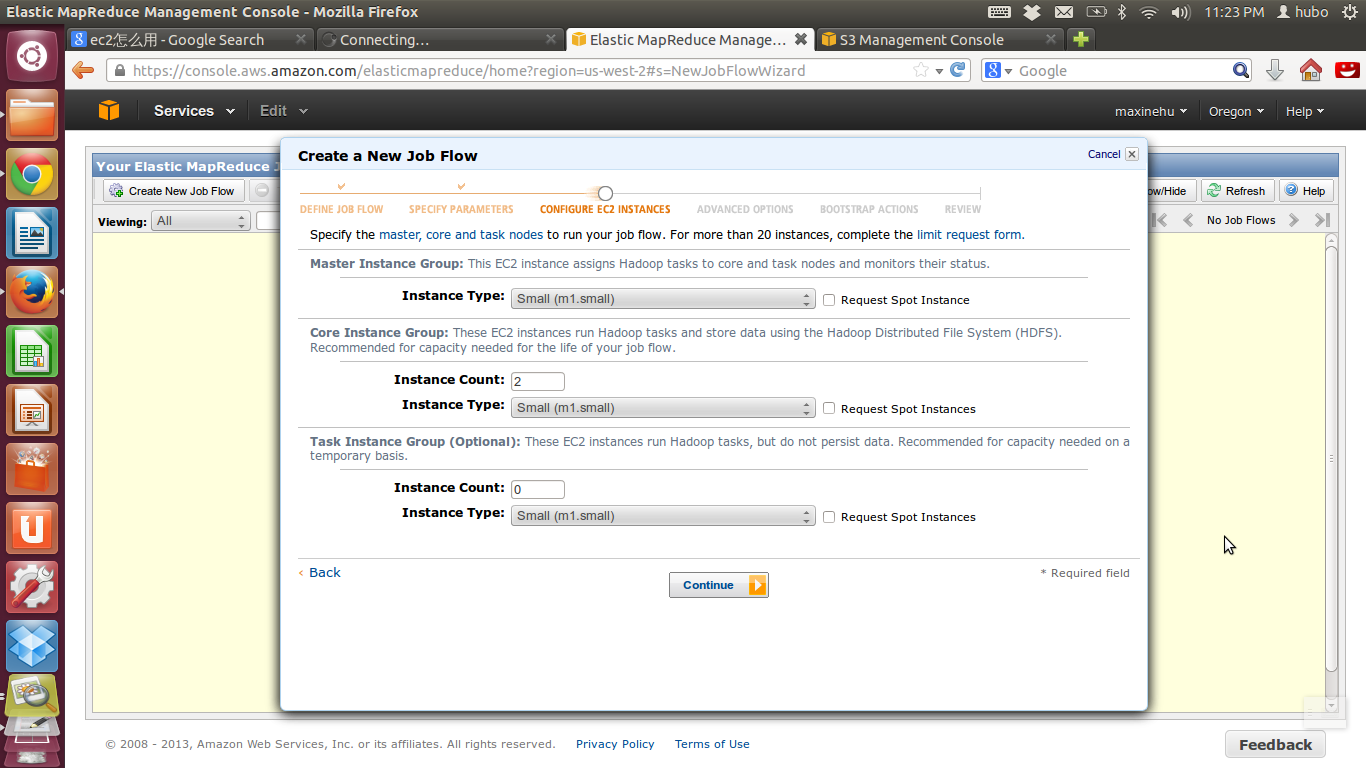 Elastic MapReduce Management Console - Mozilla Firefox
11:23 PM
hubo
ec2怎么用 - Google Search
Connecting…
Elastic MapReduce Manage…
S3 Management Console
https://console.aws.amazon.com/elasticmapreduce/home?region=us-west-2#s=NewJobFlowWizard
Google
Services
Edit
maxinehu
Oregon
Help
Create a New Job Flow
Cancel
Your Elastic MapReduce J
Create New Job Flow
ow/Hide
Refresh
Help
DEFINE JOB FLOW
SPECIFY PARAMETERS
CONFIGURE EC2 INSTANCES
ADVANCED OPTIONS
BOOTSTRAP ACTIONS
REVIEW
Viewing:
All
No Job Flows
Specify the master, core and task nodes to run your job flow. For more than 20 instances, complete the limit request form.
Master Instance Group: This EC2 instance assigns Hadoop tasks to core and task nodes and monitors their status.
Instance Type: Small (m1.small) Request Spot Instance
Core Instance Group: These EC2 instances run Hadoop tasks and store data using the Hadoop Distributed File System (HDFS).
Recommended for capacity needed for the life of your job flow.
Instance Count: 2
Instance Type: Small (m1.small) Request Spot Instances
Task Instance Group (Optional): These EC2 instances run Hadoop tasks, but do not persist data. Recommended for capacity needed on a
temporary basis.
Instance Count: 0
Instance Type: Small (m1.small) Request Spot Instances
‹ Back
* Required field
Continue
© 2008 - 2013, Amazon Web Services, Inc. or its affiliates. All rights reserved.
Privacy Policy
Terms of Use
Feedback